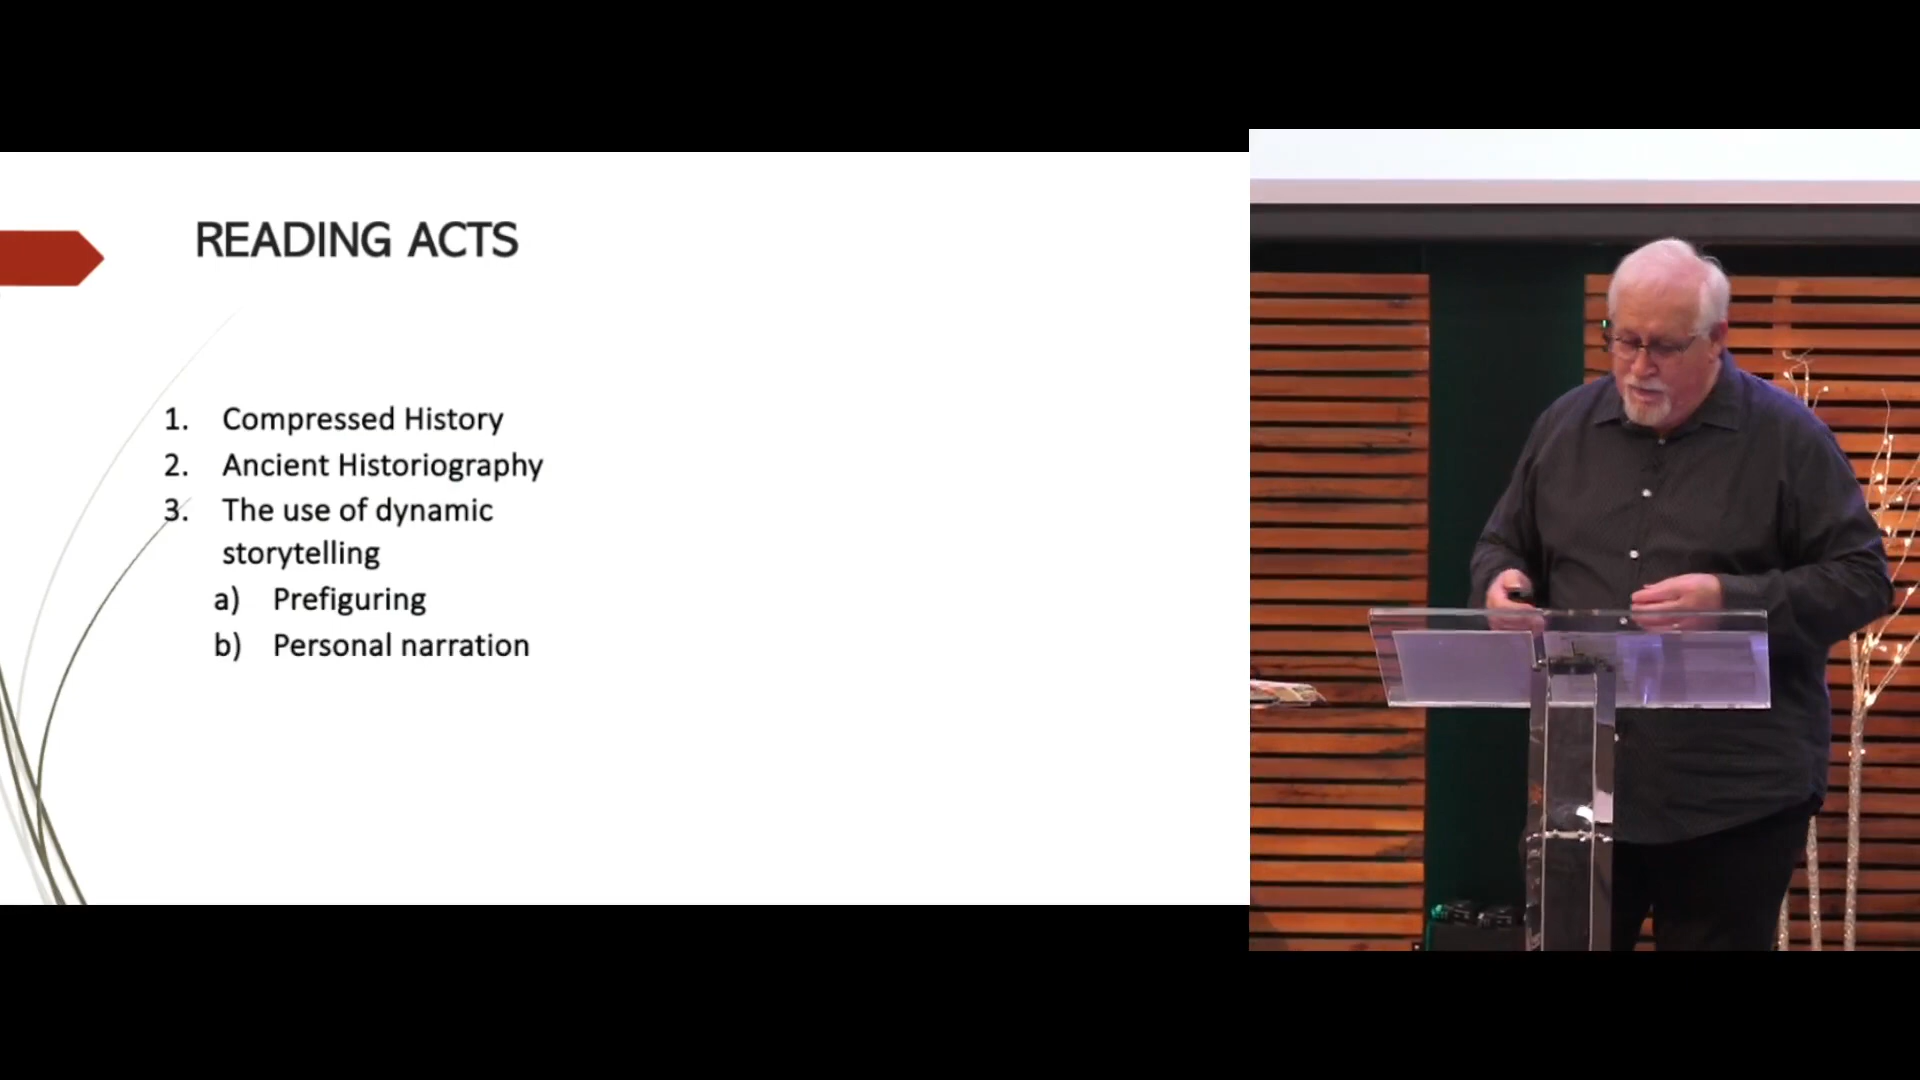 READING ACTS
1. Compressed History
2. Ancient Historiography
3. The use of dynamic
storytelling
a) Prefiguring
b) Personal narration